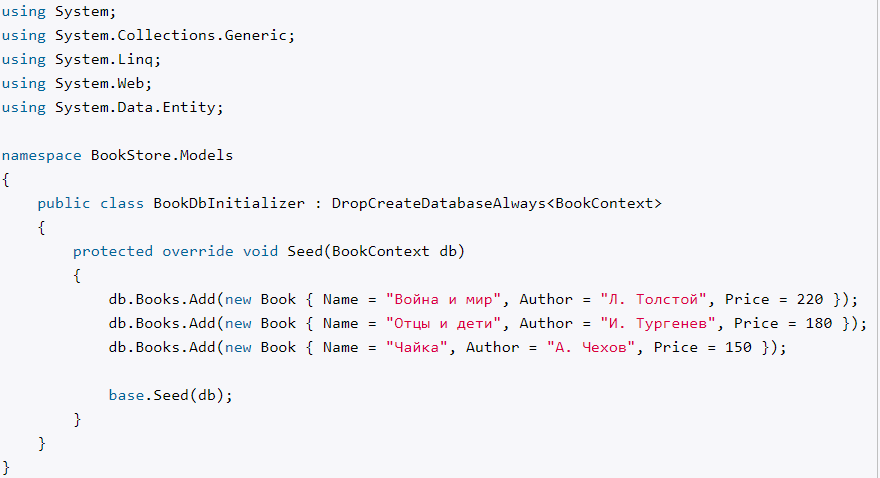 using System;
using System.Collections.Generic;
using System.Linq;
using System.Web;
using System.Data.Entity;
namespace BookStore.Models
{
    public class BookDbInitializer : DropCreateDatabaseAlways<BookContext>
    {
        protected override void Seed(BookContext db)
        {
            db.Books.Add(new Book { Name = "Война и мир", Author = "Л. Толстой", Price = 220 });
            db.Books.Add(new Book { Name = "Отцы и дети", Author = "И. Тургенев", Price = 180 });
            db.Books.Add(new Book { Name = "Чайка", Author = "А. Чехов", Price = 150 });
            base.Seed(db);
        }
    }
}